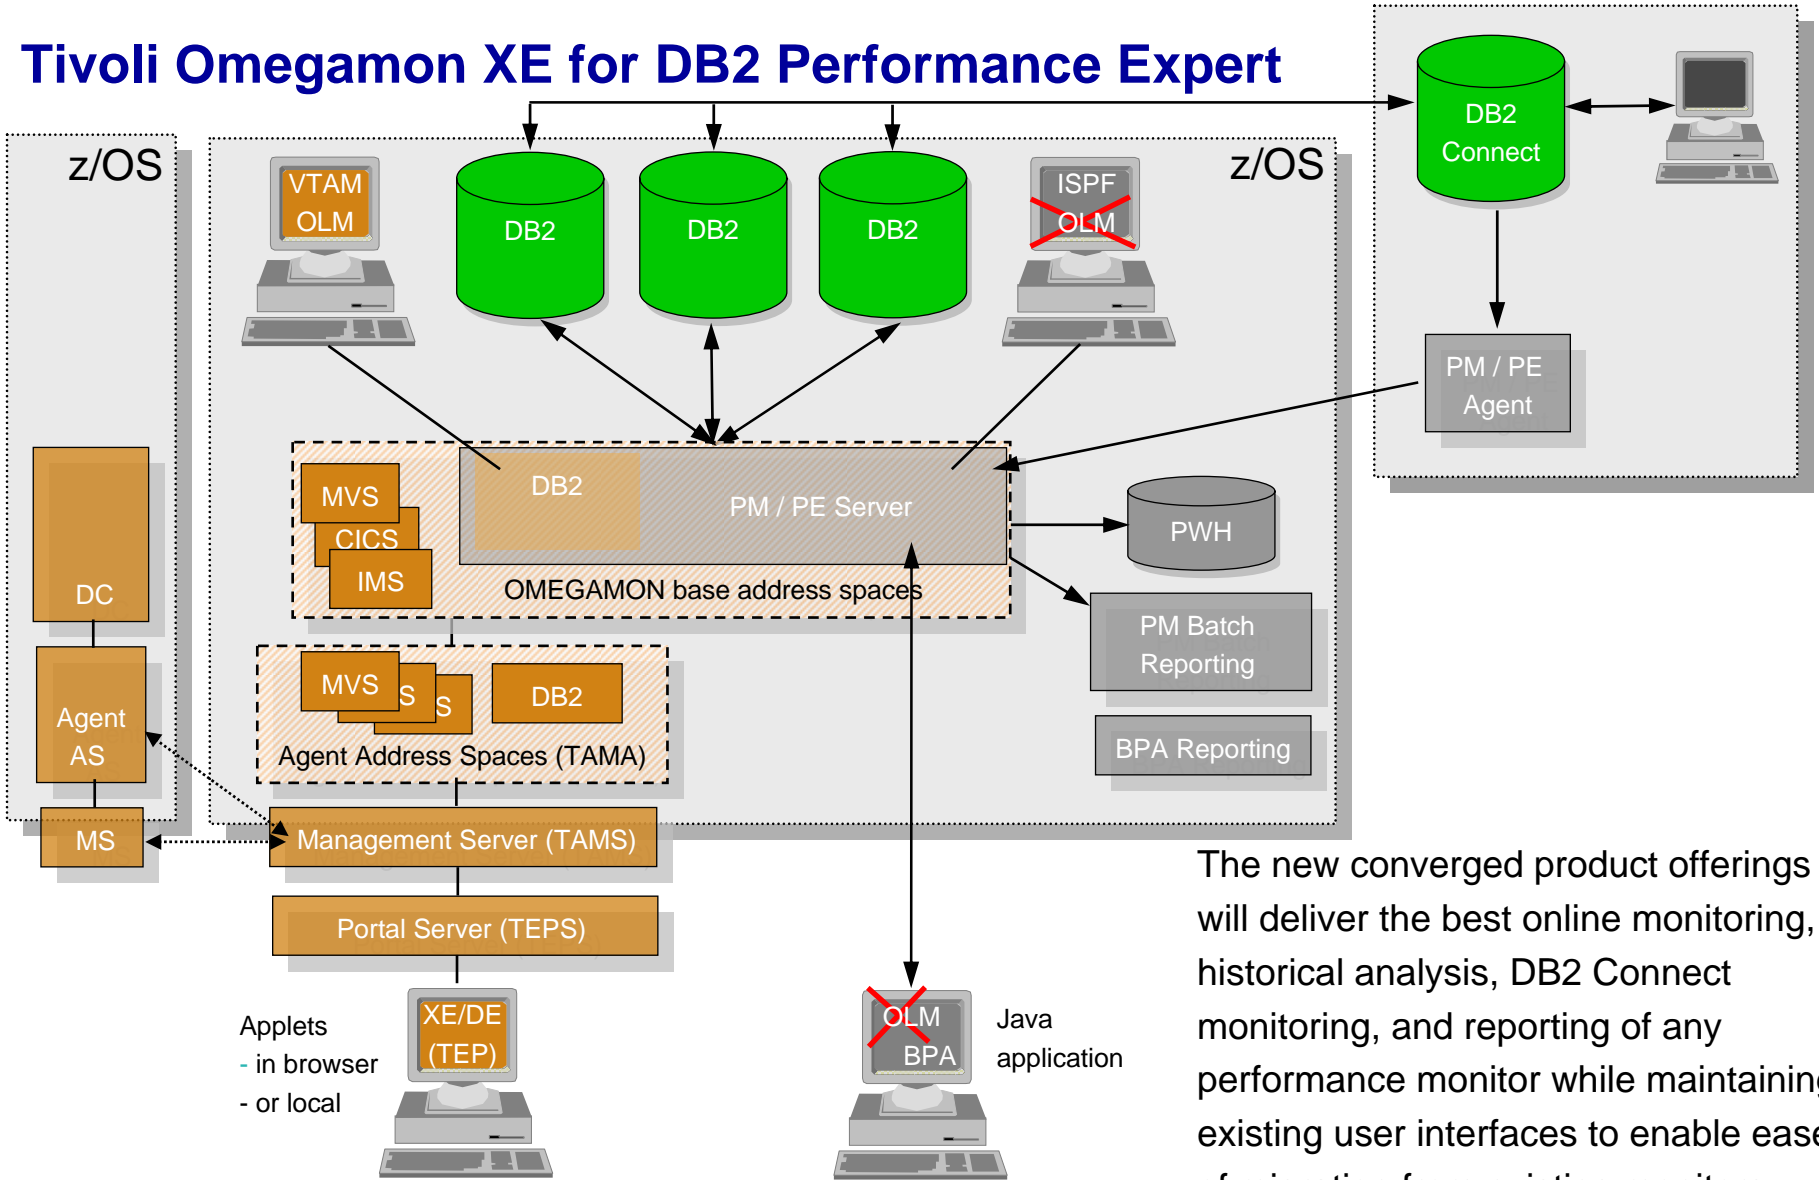 Tivoli Omegamon XE for DB2 Performance Expert
z/OS
VTAM
OLM
DB2
DB2
DB2
ISPF
OLM
z/OS
DB2
Connect
PM / PE
Agent
MVS
CICS
IMS
DB2
PM / PE Server
OMEGAMON base address spaces
PWH
PM Batch
Reporting
BPA Reporting
DC
Agent
AS
MS
MVS
S
S
DB2
Agent Address Spaces (TAMA)
Management Server (TAMS)
Portal Server (TEPS)
Applets
- in browser
- or local
XE/DE
(TEP)
OLM
BPA
Java
application
The new converged product offerings
will deliver the best online monitoring,
historical analysis, DB2 Connect
monitoring, and reporting of any
performance monitor while maintaining
existing user interfaces to enable ease